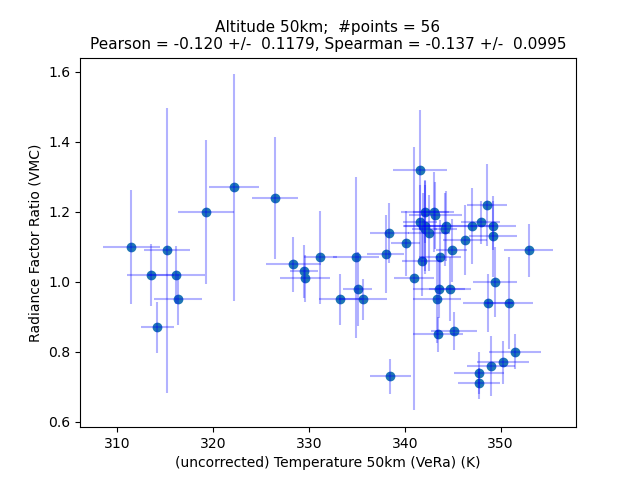 Altitude 50km;  #points = 56
Pearson = -0.120 +/-  0.1179, Spearman = -0.137 +/-  0.0995
1.6
1.4
1.2
1.0
0.8
0.6
Radiance Factor Ratio (VMC)
310 320 330 340 350
(uncorrected) Temperature 50km (VeRa) (K)